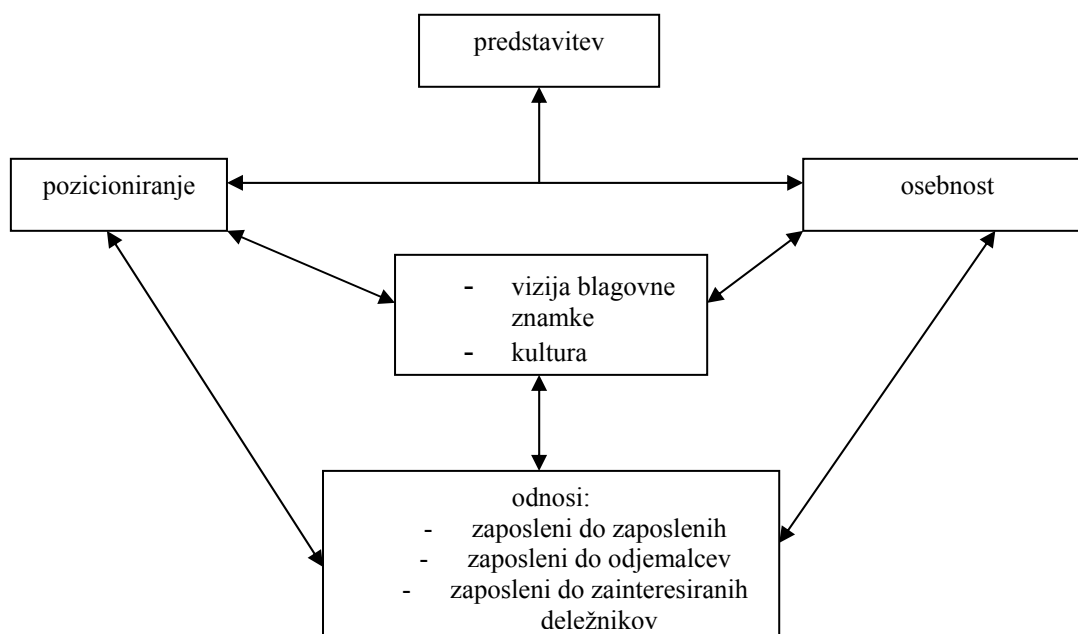 predstavitev
pozicioniranje
osebnost
- vizija blagovne
znamke
- kultura
odnosi:
- zaposleni do zaposlenih
- zaposleni do odjemalcev
- zaposleni do zainteresiranih
deležnikov